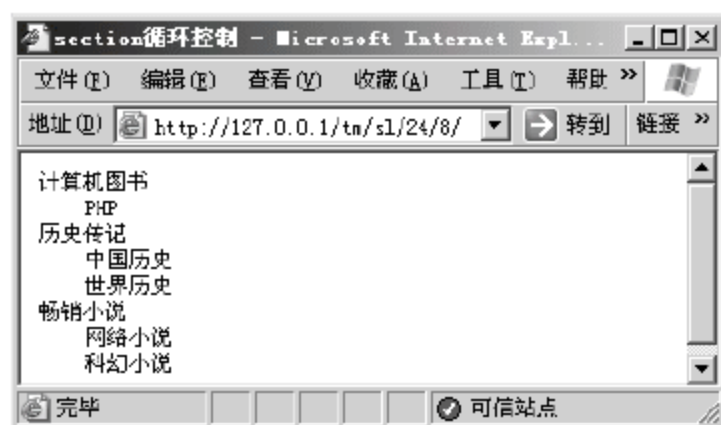 section循环控制 - Microsoft Internet Expl...
文件(F) 编辑(E) 查看(V) 收藏(A) 工具(T) 帮助 »
地址(D) http://127.0.0.1/tm/sl/24/8/ 转到 链接 »
计算机图书
PHP
历史传记
中国历史
世界历史
畅销小说
网络小说
科幻小说
完毕 可信站点